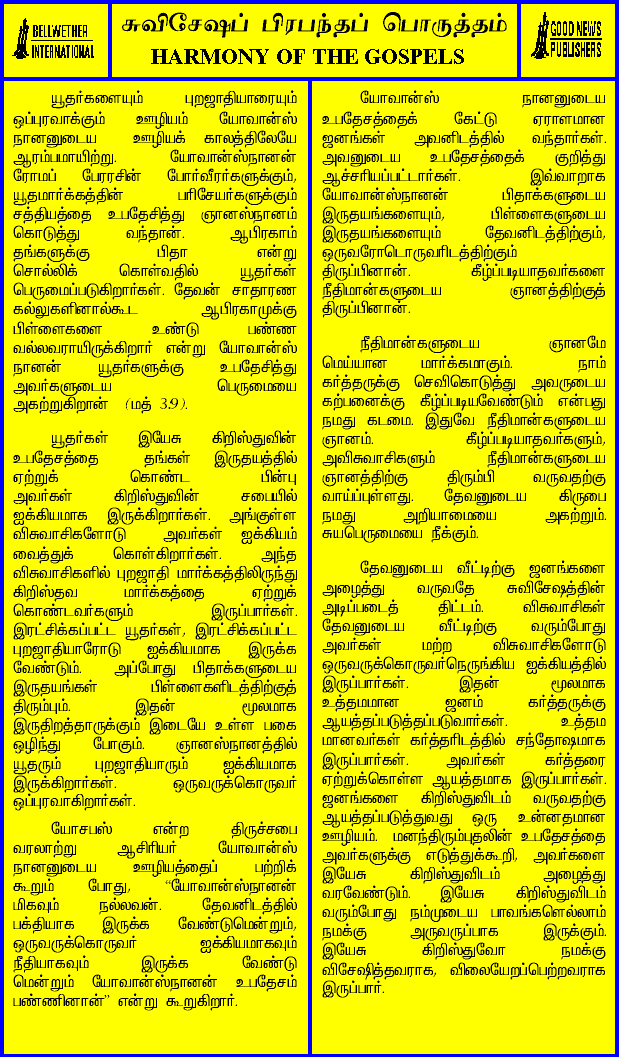 BELLWETHER
INTERNATIONAL
சுவிசேஷப் பிரபந்தப் பொருத்தம்
HARMONY OF THE GOSPELS
GOOD NEWS
PUBLISHERS
யூதர்களையும் புறஜாதியாரையும்
ஒப்புரவாக்கும் ஊழியம் யோவான்ஸ்
நானனுடைய ஊழியக் காலத்திலேயே
ஆரம்பமாயிற்று. யோவான்ஸ்நானன்
ரோமப் பேரரசின் போர்வீரர்களுக்கும்,
யூதமார்க்கத்தின் பரிசேயர்களுக்கும்
சத்தியத்தை உபதேசித்து ஞானஸ்நானம்
கொடுத்து வந்தான். ஆபிரகாம்
தங்களுக்கு பிதா என்று
சொல்லிக் கொள்வதில் யூதர்கள்
பெருமைப்படுகிறார்கள். தேவன் சாதாரண
கல்லுகளினால்கூட ஆபிரகாமுக்கு
பிள்ளைகளை உண்டு பண்ண
வல்லவராயிருக்கிறார் என்று யோவான்ஸ்
நானன் யூதர்களுக்கு உபதேசித்து
அவர்களுடைய பெருமையை
அகற்றுகிறான் (மத் 3:9).
யூதர்கள் இயேசு கிறிஸ்துவின்
உபதேசத்தை தங்கள் இருதயத்தில்
ஏற்றுக் கொண்ட பின்பு
அவர்கள் கிறிஸ்துவின் சபையில்
ஐக்கியமாக இருக்கிறார்கள். அங்குள்ள
விசுவாசிகளோடு அவர்கள் ஐக்கியம்
வைத்துக் கொள்கிறார்கள். அந்த
விசுவாசிகளில் புறஜாதி மார்க்கத்திலிருந்து
கிறிஸ்தவ மார்க்கத்தை ஏற்றுக்
கொண்டவர்களும் இருப்பார்கள்.
இரட்சிக்கப்பட்ட யூதர்கள், இரட்சிக்கப்பட்ட
புறஜாதியாரோடு ஐக்கியமாக இருக்க
வேண்டும். அப்போது பிதாக்களுடைய
இருதயங்கள் பிள்ளைகளிடத்திற்குத்
திரும்பும். இதன் மூலமாக
இருதிறத்தாருக்கும் இடையே உள்ள பகை
ஒழிந்து போகும். ஞானஸ்நானத்தில்
யூதரும் புறஜாதியாரும் ஐக்கியமாக
இருக்கிறார்கள். ஒருவருக்கொருவர்
ஒப்புரவாகிறார்கள்.
யோசபஸ் என்ற திருச்சபை
வரலாற்று ஆசிரியர் யோவான்ஸ்
நானனுடைய ஊழியத்தைப் பற்றிக்
கூறும் போது, "யோவான்ஸ்நானன்
மிகவும் நல்லவன். தேவனிடத்தில்
பக்தியாக இருக்க வேண்டுமென்றும்,
ஒருவருக்கொருவர் ஐக்கியமாகவும்
நீதியாகவும் இருக்க வேண்டு
மென்றும் யோவான்ஸ்நானன் உபதேசம்
பண்ணினான்" என்று கூறுகிறார்.
யோவான்ஸ் நானனுடைய
உபதேசத்தைக் கேட்டு ஏராளமான
ஜனங்கள் அவனிடத்தில் வந்தார்கள்.
அவனுடைய உபதேசத்தைக் குறித்து
ஆச்சரியப்பட்டார்கள். இவ்வாறாக
யோவான்ஸ்நானன் பிதாக்களுடைய
இருதயங்களையும், பிள்ளைகளுடைய
இருதயங்களையும் தேவனிடத்திற்கும்,
ஒருவரோடொருவரிடத்திற்கும்
திருப்பினான். கீழ்ப்படியாதவர்களை
நீதிமான்களுடைய ஞானத்திற்குத்
திருப்பினான்.
நீதிமான்களுடைய ஞானமே
மெய்யான மார்க்கமாகும். நாம்
கர்த்தருக்கு செவிகொடுத்து அவருடைய
கற்பனைக்கு கீழ்ப்படியவேண்டும் என்பது
நமது கடமை. இதுவே நீதிமான்களுடைய
ஞானம். கீழ்ப்படியாதவர்களும்,
அவிசுவாசிகளும் நீதிமான்களுடைய
ஞானத்திற்கு திரும்பி வருவதற்கு
வாய்ப்புள்ளது. தேவனுடைய கிருபை
நமது அறியாமையை அகற்றும்.
சுயபெருமையை நீக்கும்.
தேவனுடைய வீட்டிற்கு ஜனங்களை
அழைத்து வருவதே சுவிசேஷத்தின்
அடிப்படைத் திட்டம். விசுவாசிகள்
தேவனுடைய வீட்டிற்கு வரும்போது
அவர்கள் மற்ற விசுவாசிகளோடு
ஒருவருக்கொருவர்நெருங்கிய ஐக்கியத்தில்
இருப்பார்கள். இதன் மூலமாக
உத்தமமான ஜனம் கர்த்தருக்கு
ஆயத்தப்படுத்தப்படுவார்கள். உத்தம
மானவர்கள் கர்த்தரிடத்தில் சந்தோஷமாக
இருப்பார்கள். அவர்கள் கர்த்தரை
ஏற்றுக்கொள்ள ஆயத்தமாக இருப்பார்கள்.
ஜனங்களை கிறிஸ்துவிடம் வருவதற்கு
ஆயத்தப்படுத்துவது ஒரு உன்னதமான
ஊழியம். மனந்திரும்புதலின் உபதேசத்தை
அவர்களுக்கு எடுத்துக்கூறி, அவர்களை
இயேசு கிறிஸ்துவிடம் அழைத்து
வரவேண்டும். இயேசு கிறிஸ்துவிடம்
வரும்போது நம்முடைய பாவங்களெல்லாம்
நமக்கு அருவருப்பாக இருக்கும்.
இயேசு கிறிஸ்துவோ நமக்கு
விசேஷித்தவராக, விலையேறப்பெற்றவராக
இருப்பார்.